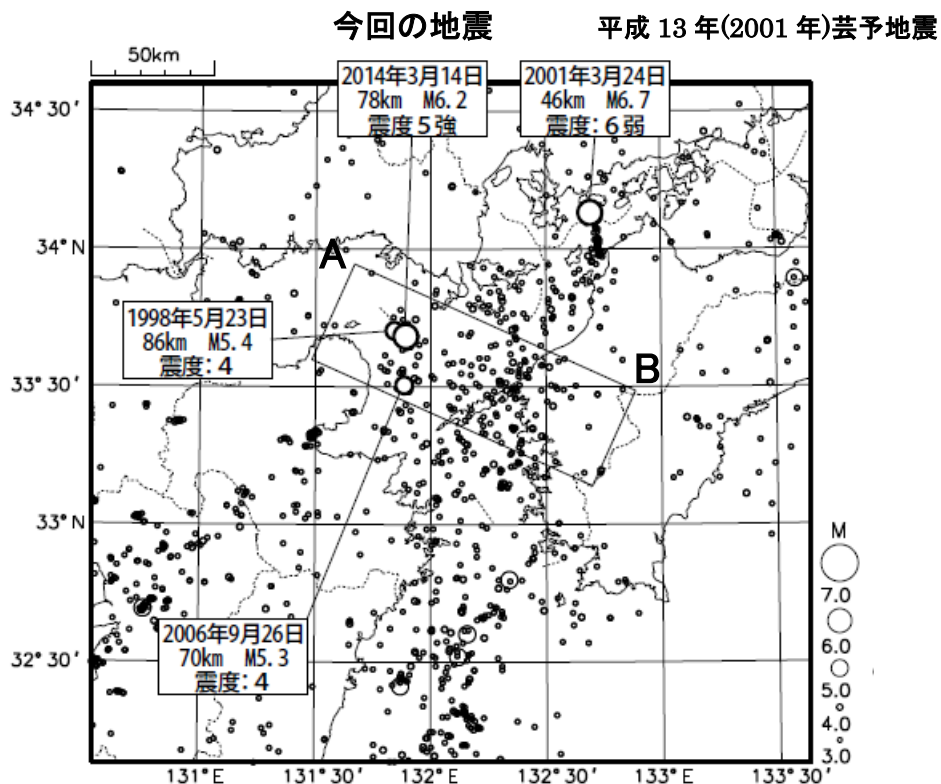 今回の地震
平成 13 年(2001 年)芸予地震
50km
2014年3月14日
78km M6.2
震度5強
2001年3月24日
46km M6.7
震度:6弱
34°30'
34°N
A
1998年5月23日
86km M5.4
震度:4
33°30'
B
33°N
2006年9月26日
70km M5.3
震度:4
32°30'
M
7.0
6.0
5.0
4.0
3.0
131°E
131°30'
132°E
132°30'
133°E
133°30'